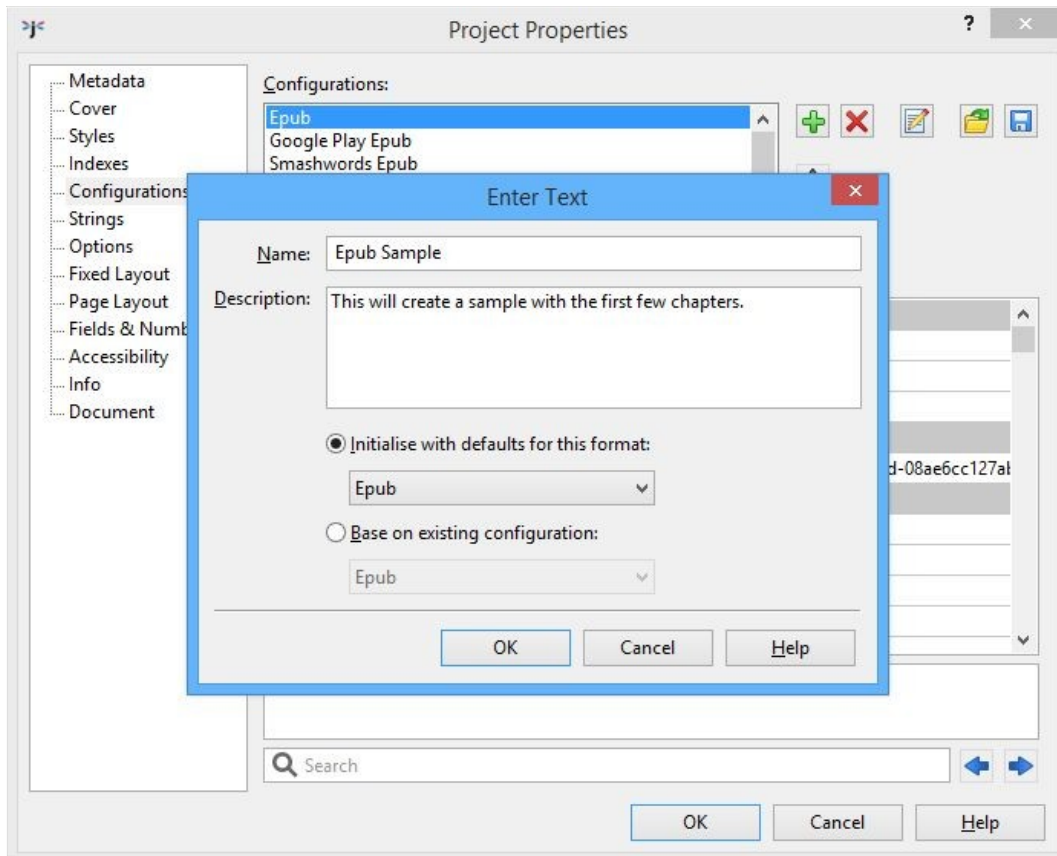 Project Properties
?
Metadata
Cover
Styles
Indexes
Configurations
Strings
Options
Fixed Layout
Page Layout
Fields & Numb
Accessibility
Info
Document
Configurations:
Epub
Google Play Epub
Smashwords Epub
Enter Text
Name: Epub Sample
Description: This will create a sample with the first few chapters.
Initialise with defaults for this format:
Epub
Base on existing configuration:
Epub
OK Cancel Help
d-08ae6cc127ab
Search
OK Cancel Help